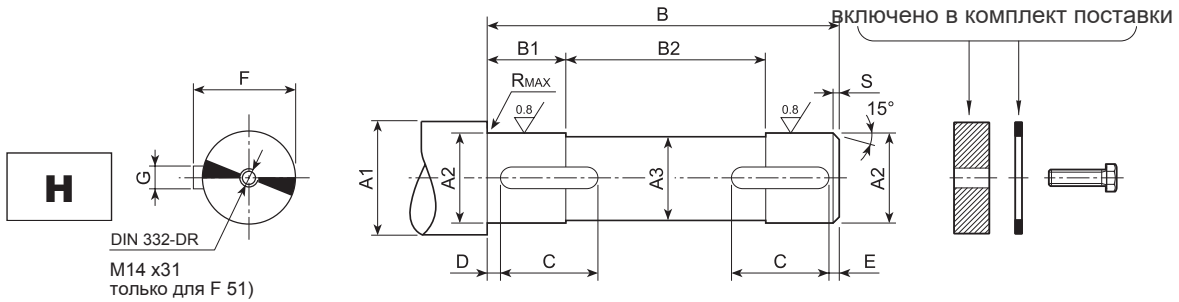 B
включено в комплект поставки
B1
B2
F
RMAX
S
0.8
0.8
15°
H
G
A1
A2
A3
A2
DIN 332-DR
M14 x31
только для F 51)
D
C
C
E